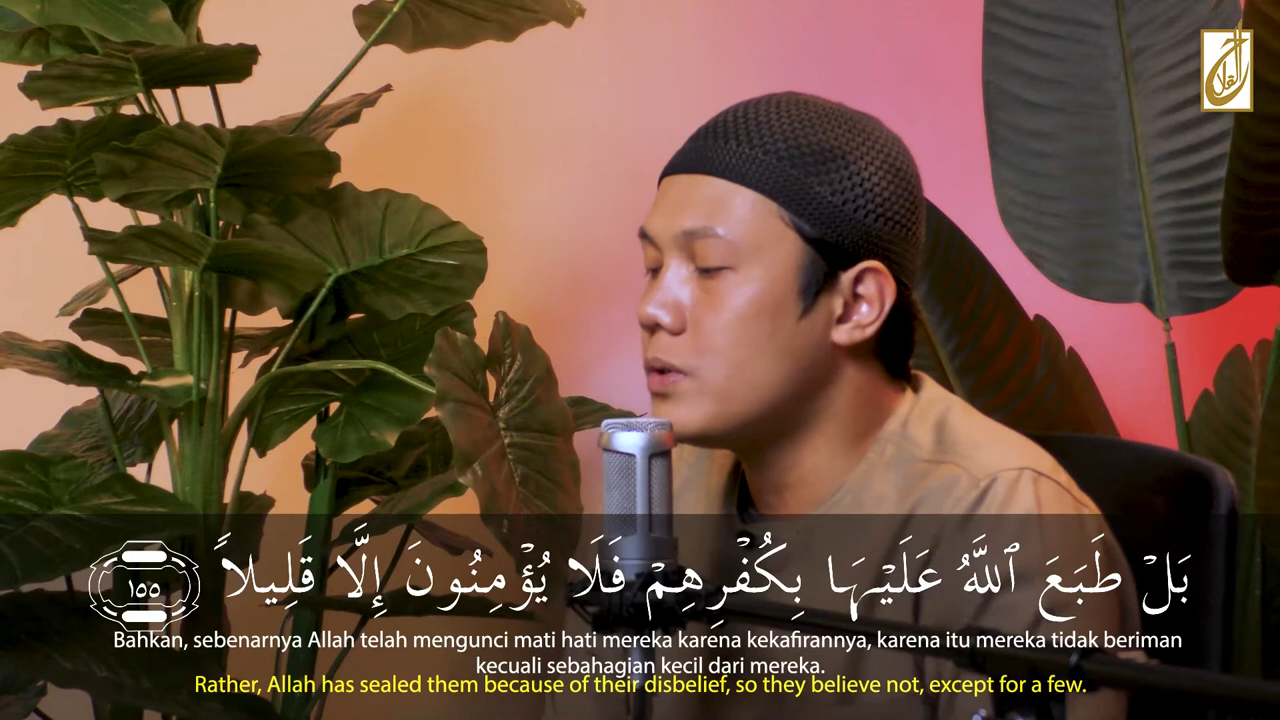 بَلۡ طَبَعَ ٱللَّهُ عَلَيۡهَا بِكُفۡرِهِمۡ فَلَا يُؤۡمِنُونَ إِلَّا قَلِيلاً ١٥٥
Bahkan, sebenarnya Allah telah mengunci mati hati mereka karena kekafirannya, karena itu mereka tidak beriman
kecuali sebahagian kecil dari mereka.
Rather, Allah has sealed them because of their disbelief, so they believe not, except for a few.